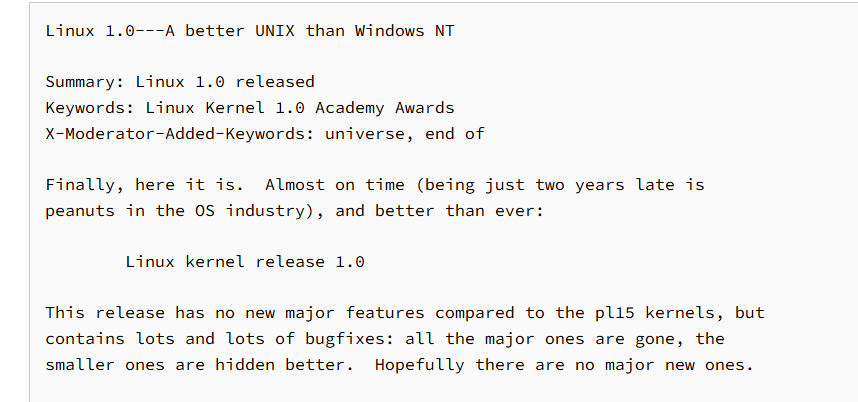 Linux 1.0---A better UNIX than Windows NT
Summary: Linux 1.0 released
Keywords: Linux Kernel 1.0 Academy Awards
X-Moderator-Added-Keywords: universe, end of
Finally, here it is.  Almost on time (being just two years late is
peanuts in the OS industry), and better than ever:
Linux kernel release 1.0
This release has no new major features compared to the pl15 kernels, but
contains lots and lots of bugfixes: all the major ones are gone, the
smaller ones are hidden better.  Hopefully there are no major new ones.